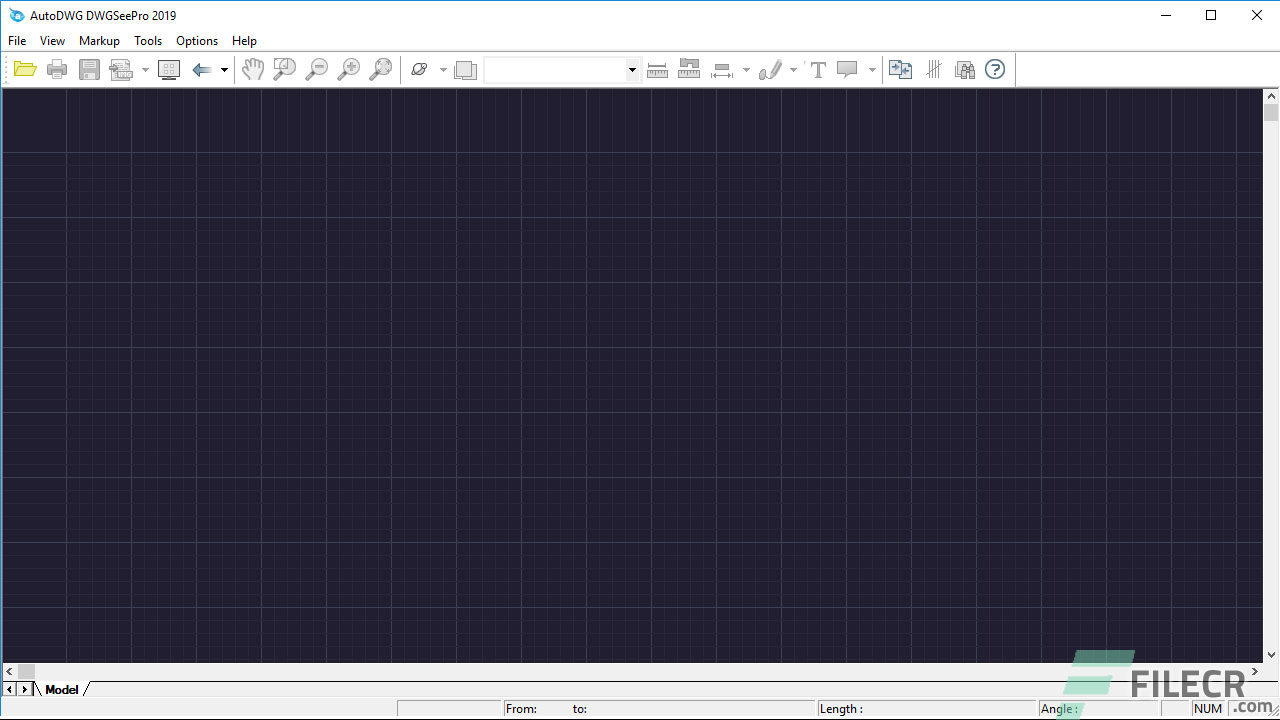 AutoDWG DWGSeePro 2019
File View Markup Tools Options Help
Model
From: to: Length : Angle : NUM
FILECR
.com